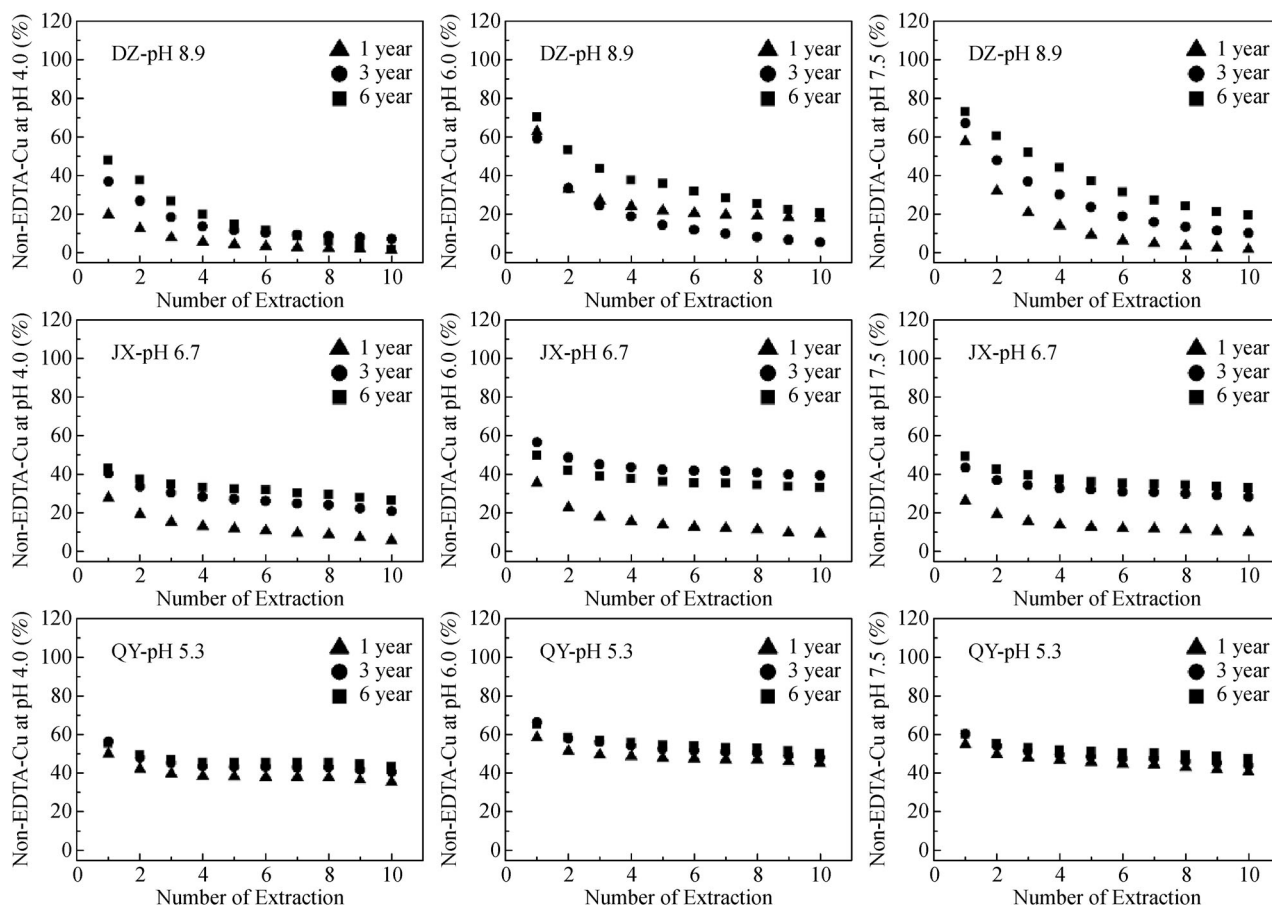 Non-EDTA-Cu at pH 4.0 (%)
120
100
80
60
40
20
0
DZ-pH 8.9
1 year
3 year
6 year
0 2 4 6 8 10
Number of Extraction
Non-EDTA-Cu at pH 6.0 (%)
120
100
80
60
40
20
0
DZ-pH 8.9
1 year
3 year
6 year
0 2 4 6 8 10
Number of Extraction
Non-EDTA-Cu at pH 7.5 (%)
120
100
80
60
40
20
0
DZ-pH 8.9
1 year
3 year
6 year
0 2 4 6 8 10
Number of Extraction
Non-EDTA-Cu at pH 4.0 (%)
120
100
80
60
40
20
0
JX-pH 6.7
1 year
3 year
6 year
0 2 4 6 8 10
Number of Extraction
Non-EDTA-Cu at pH 6.0 (%)
120
100
80
60
40
20
0
JX-pH 6.7
1 year
3 year
6 year
0 2 4 6 8 10
Number of Extraction
Non-EDTA-Cu at pH 7.5 (%)
120
100
80
60
40
20
0
JX-pH 6.7
1 year
3 year
6 year
0 2 4 6 8 10
Number of Extraction
Non-EDTA-Cu at pH 4.0 (%)
120
100
80
60
40
20
0
QY-pH 5.3
1 year
3 year
6 year
0 2 4 6 8 10
Number of Extraction
Non-EDTA-Cu at pH 6.0 (%)
120
100
80
60
40
20
0
QY-pH 5.3
1 year
3 year
6 year
0 2 4 6 8 10
Number of Extraction
Non-EDTA-Cu at pH 7.5 (%)
120
100
80
60
40
20
0
QY-pH 5.3
1 year
3 year
6 year
0 2 4 6 8 10
Number of Extraction